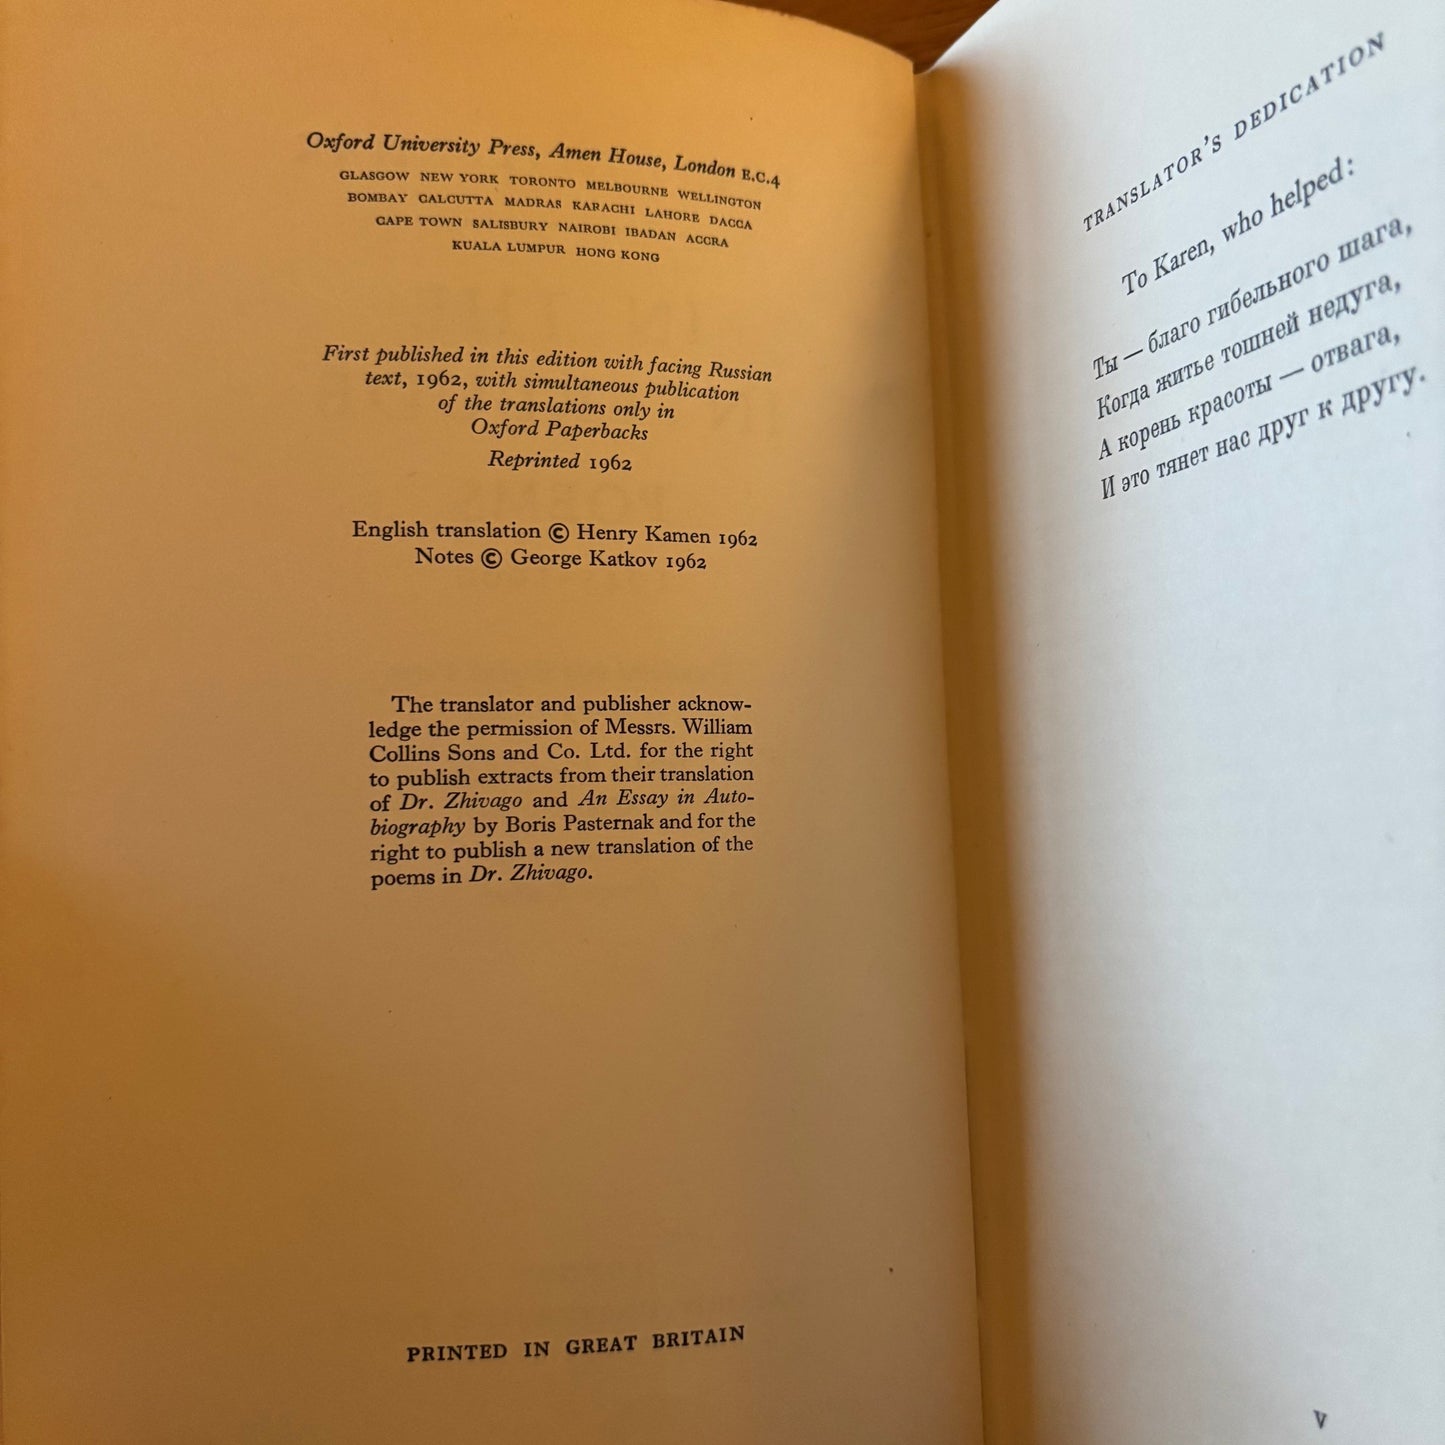 Oxford University Press, Amen House, London E.C.4
GLASGOW NEW YORK TORONTO MELBOURNE WELLINGTON
BOMBAY CALCUTTA MADRAS KARACHI LAHORE DACCA
CAPE TOWN SALISBURY NAIROBI IBADAN ACCRA
KUALA LUMPUR HONG KONG
First published in this edition with facing Russian
text, 1962, with simultaneous publication
of the translations only in
Oxford Paperbacks
Reprinted 1962
English translation © Henry Kamen 1962
Notes © George Katkov 1962
The translator and publisher acknow-
ledge the permission of Messrs. William
Collins Sons and Co. Ltd. for the right
to publish extracts from their translation
of Dr. Zhivago and An Essay in Auto-
biography by Boris Pasternak and for the
right to publish a new translation of the
poems in Dr. Zhivago.
PRINTED IN GREAT BRITAIN
TRANSLATOR'S DEDICATION
To Karen, who helped:
Ты — благо гибельного шага,
Когда житье тошней недуга,
А корень красоты — отвага,
И это тянет нас друг к другу.
v